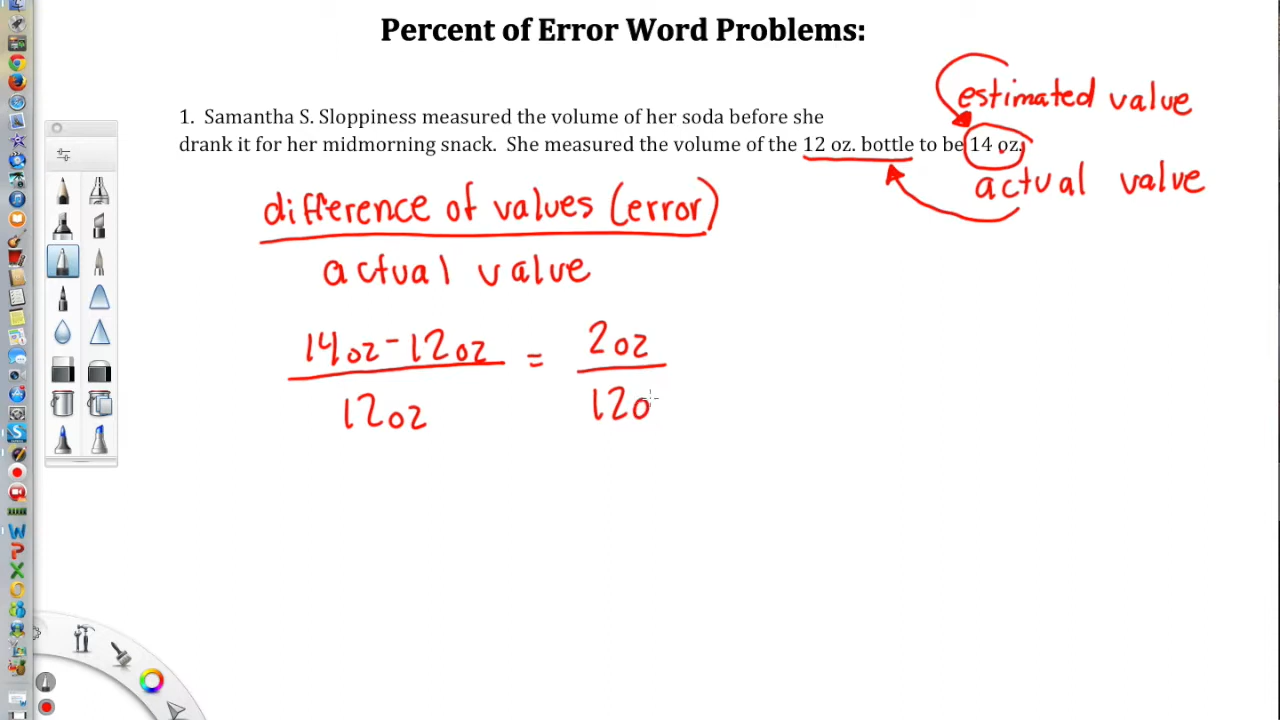 Percent of Error Word Problems:
estimated value
1. Samantha S. Sloppiness measured the volume of her soda before she
drank it for her midmorning snack. She measured the volume of the 12 oz. bottle to be 14 oz.
actual value
difference of values (error)
actual value
14oz - 12oz = 2oz
12oz 12o